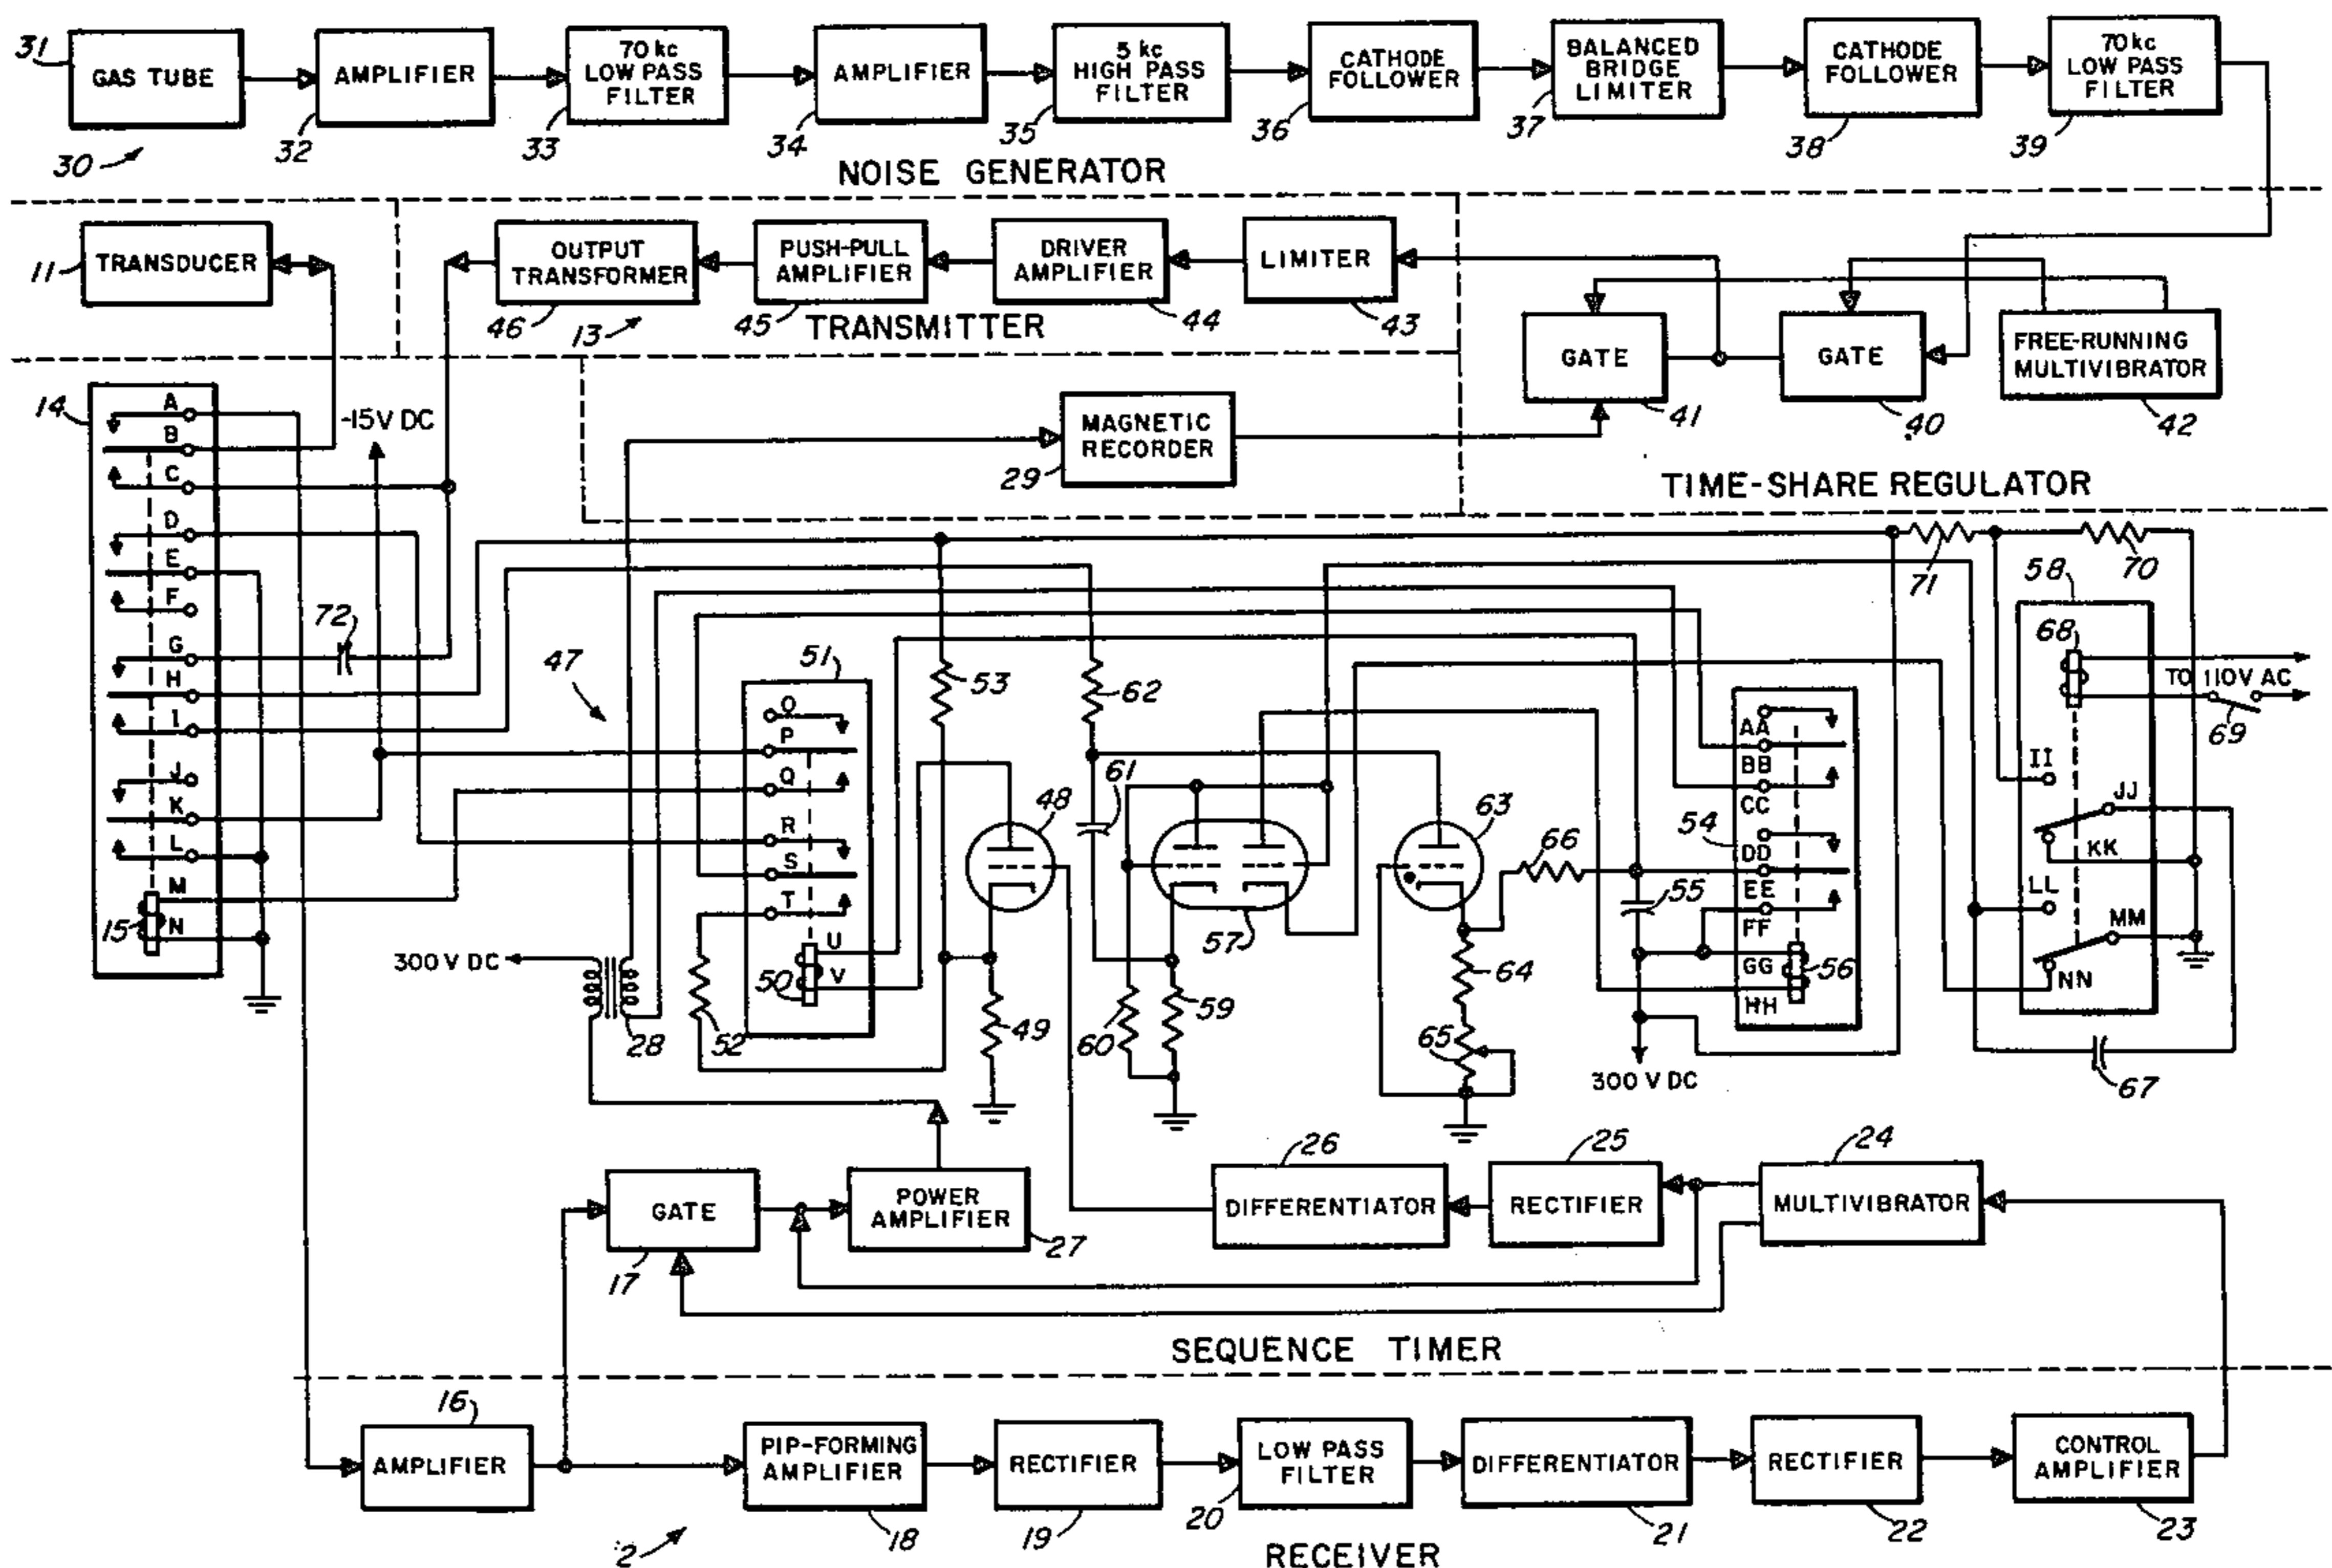 31
GAS TUBE
AMPLIFIER
70 kc
LOW PASS
FILTER
AMPLIFIER
5 kc
HIGH PASS
FILTER
CATHODE
FOLLOWER
BALANCED
BRIDGE
LIMITER
CATHODE
FOLLOWER
70 kc
LOW PASS
FILTER
30
32
33
34
35
36
37
38
39
NOISE GENERATOR
11
TRANSDUCER
OUTPUT
TRANSFORMER
PUSH-PULL
AMPLIFIER
DRIVER
AMPLIFIER
LIMITER
46
13
45
TRANSMITTER
44
43
GATE
GATE
FREE-RUNNING
MULTIVIBRATOR
41
40
42
14
-15V DC
MAGNETIC
RECORDER
29
TIME-SHARE REGULATOR
A
B
C
D
E
F
G
H
I
J
K
L
M
N
15
72
47
51
53
62
71
70
58
O
P
Q
R
S
T
U
V
50
48
61
57
63
66
55
54
AA
BB
CC
DD
EE
FF
GG
HH
56
68
TO 110V AC
69
II
JJ
KK
LL
MM
NN
300 V DC
28
52
49
60
59
64
65
300 V DC
67
GATE
17
POWER
AMPLIFIER
27
26
DIFFERENTIATOR
25
RECTIFIER
24
MULTIVIBRATOR
SEQUENCE TIMER
16
AMPLIFIER
PIP-FORMING
AMPLIFIER
RECTIFIER
LOW PASS
FILTER
DIFFERENTIATOR
RECTIFIER
CONTROL
AMPLIFIER
2
18
19
20
21
22
23
RECEIVER